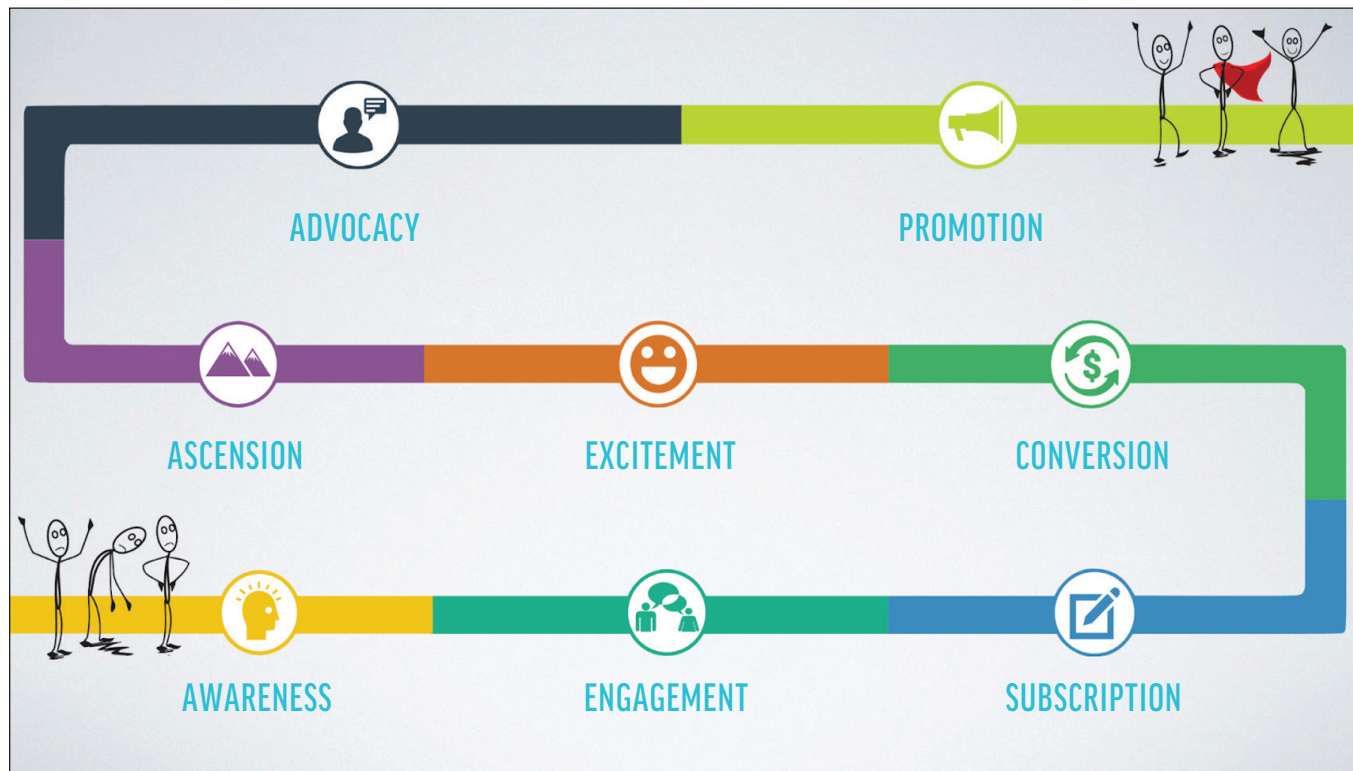 ADVOCACY
PROMOTION
ASCENSION
EXCITEMENT
CONVERSION
AWARENESS
ENGAGEMENT
SUBSCRIPTION
$